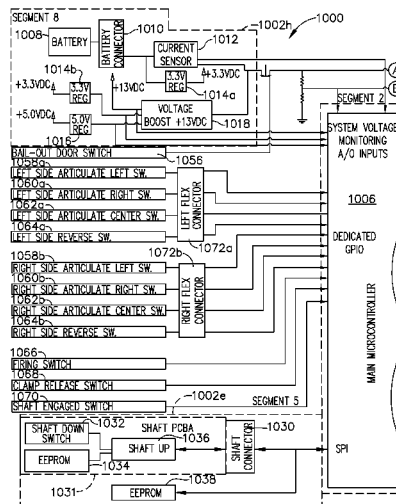 SEGMENT 8
1002h
1000
1008
BATTERY
BATTERY
CONNECTOR
1010
1012
CURRENT
SENSOR
A
B
1014b
+3.3VDC
3.3V
REG
+13VDC
3.3V
REG
+3.3VDC
1014a
SEGMENT 2
+5.0VDC
5.0V
REG
1016
VOLTAGE
BOOST +13VDC
1018
SYSTEM VOLTAGE
MONITORING
A/O INPUTS
BAIL-OUT DOOR SWITCH
1056
1058a
LEFT SIDE ARTICULATE LEFT SW.
1060a
LEFT SIDE ARTICULATE RIGHT SW.
1062a
LEFT SIDE ARTICULATE CENTER SW.
1064a
LEFT SIDE REVERSE SW.
LEFT FLEX
CONNECTOR
1072a
1006
1072b
DEDICATED
GPIO
1058b
RIGHT SIDE ARTICULATE LEFT SW.
1060b
RIGHT SIDE ARTICULATE RIGHT SW.
1062b
RIGHT SIDE ARTICULATE CENTER SW.
1064b
RIGHT SIDE REVERSE SW.
RIGHT FLEX
CONNECTOR
MAIN MICROCONTROLLER
1066
FIRING SWITCH
1068
CLAMP RELEASE SWITCH
1070
SHAFT ENGAGED SWITCH
1002e
SEGMENT 5
1032
SHAFT DOWN
SWITCH
SHAFT PCBA
1036
SHAFT UP
1030
SHAFT
CONNECTOR
EEPROM
1034
1031
1038
EEPROM
SPI